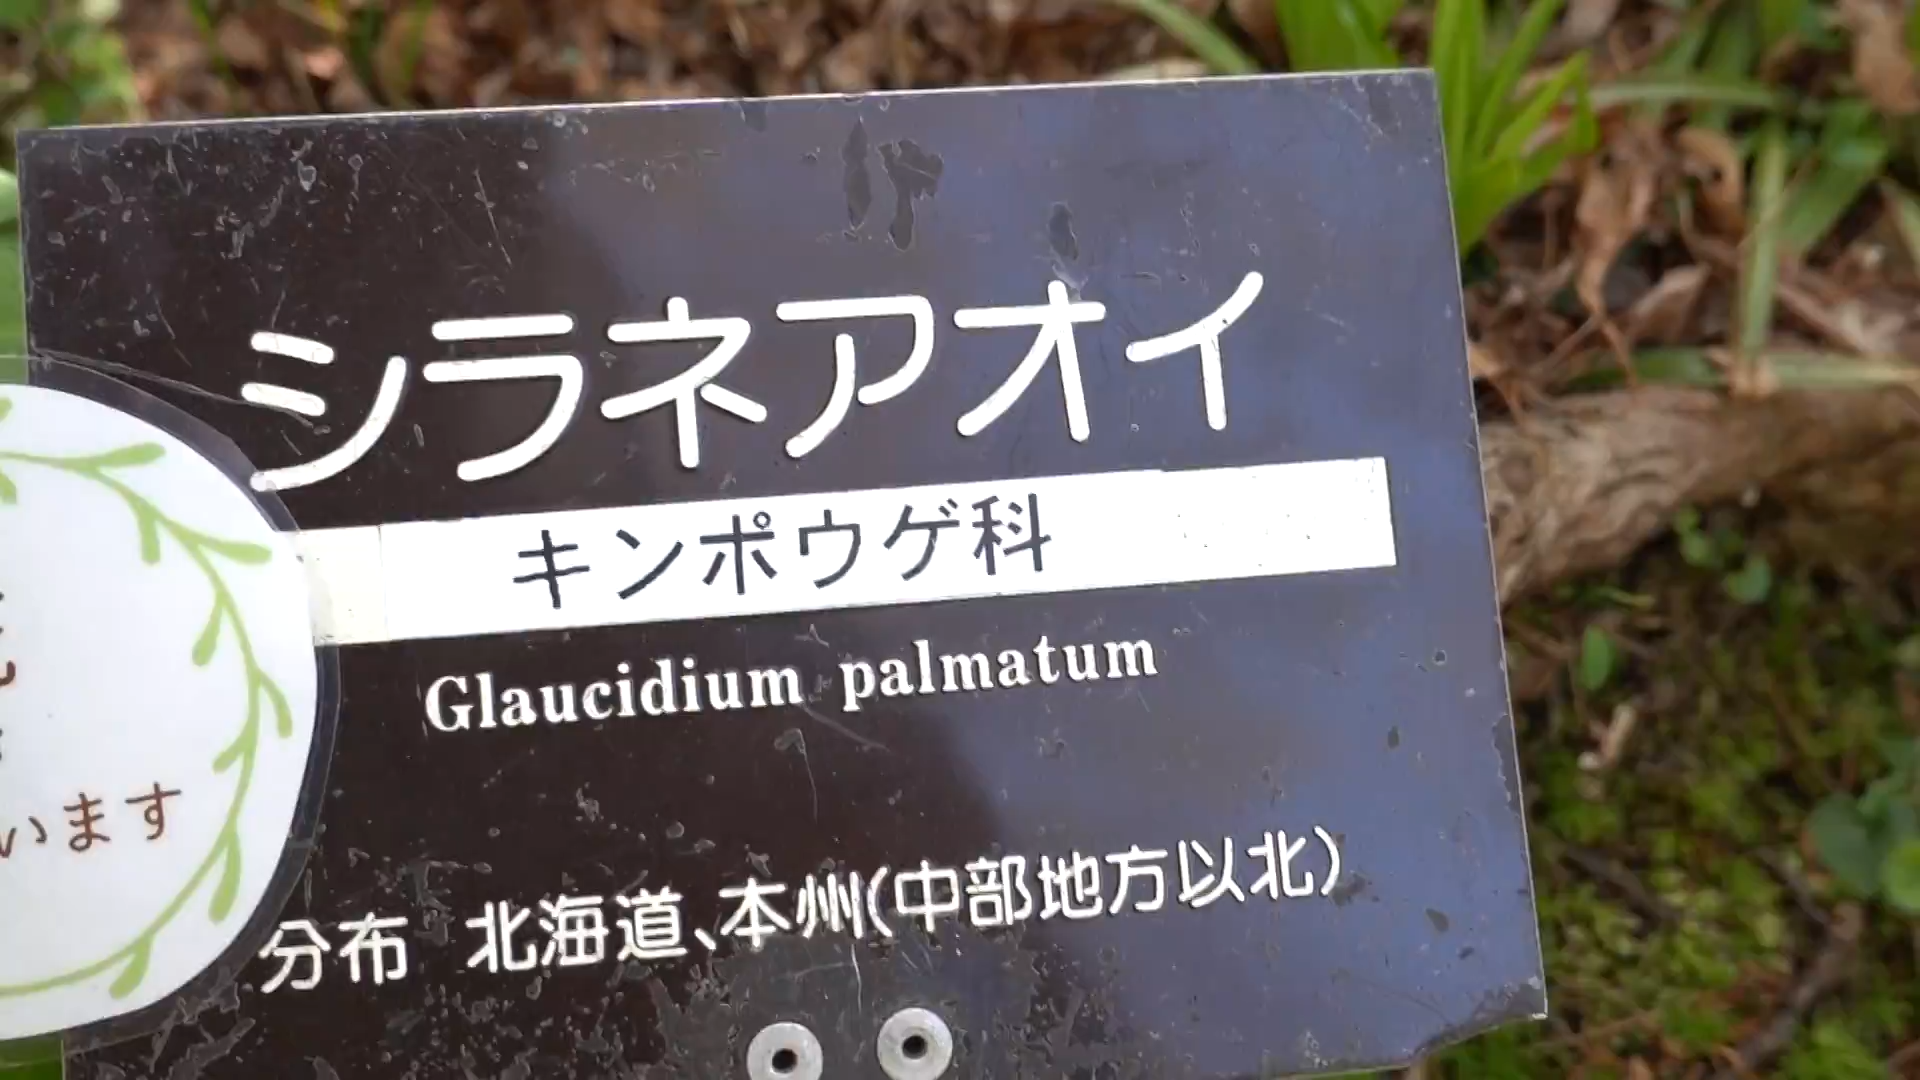 シラネアオイ
キンポウゲ科
Glaucidium palmatum
います
分布 北海道、本州(中部地方以北)